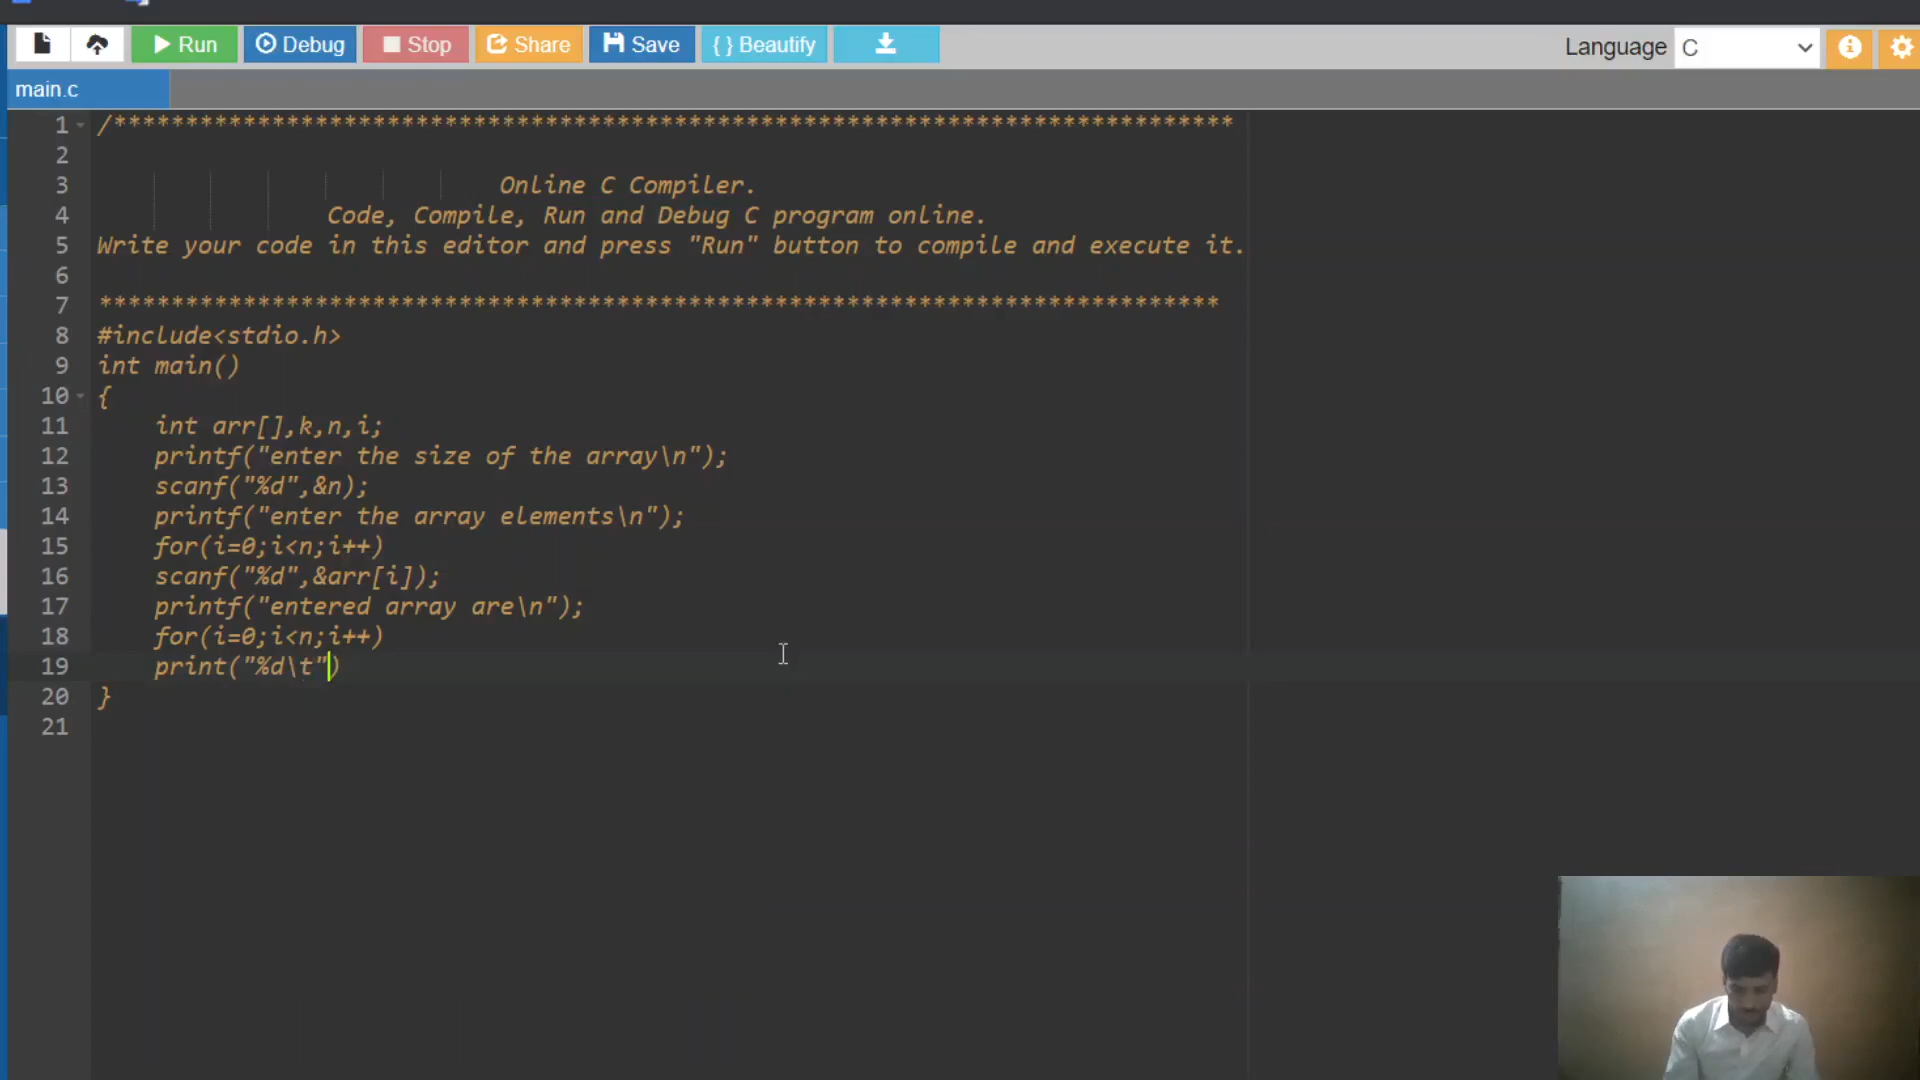 Run Debug Stop Share Save { } Beautify Language C
main.c
1 /******************************************************************************
2
3 Online C Compiler.
4 Code, Compile, Run and Debug C program online.
5 Write your code in this editor and press "Run" button to compile and execute it.
6
7 ******************************************************************************
8 #include<stdio.h>
9 int main()
10 {
11 int arr[],k,n,i;
12 printf("enter the size of the array\n");
13 scanf("%d",&n);
14 printf("enter the array elements\n");
15 for(i=0;i<n;i++)
16 scanf("%d",&arr[i]);
17 printf("entered array are\n");
18 for(i=0;i<n;i++)
19 print("%d\t")
20 }
21